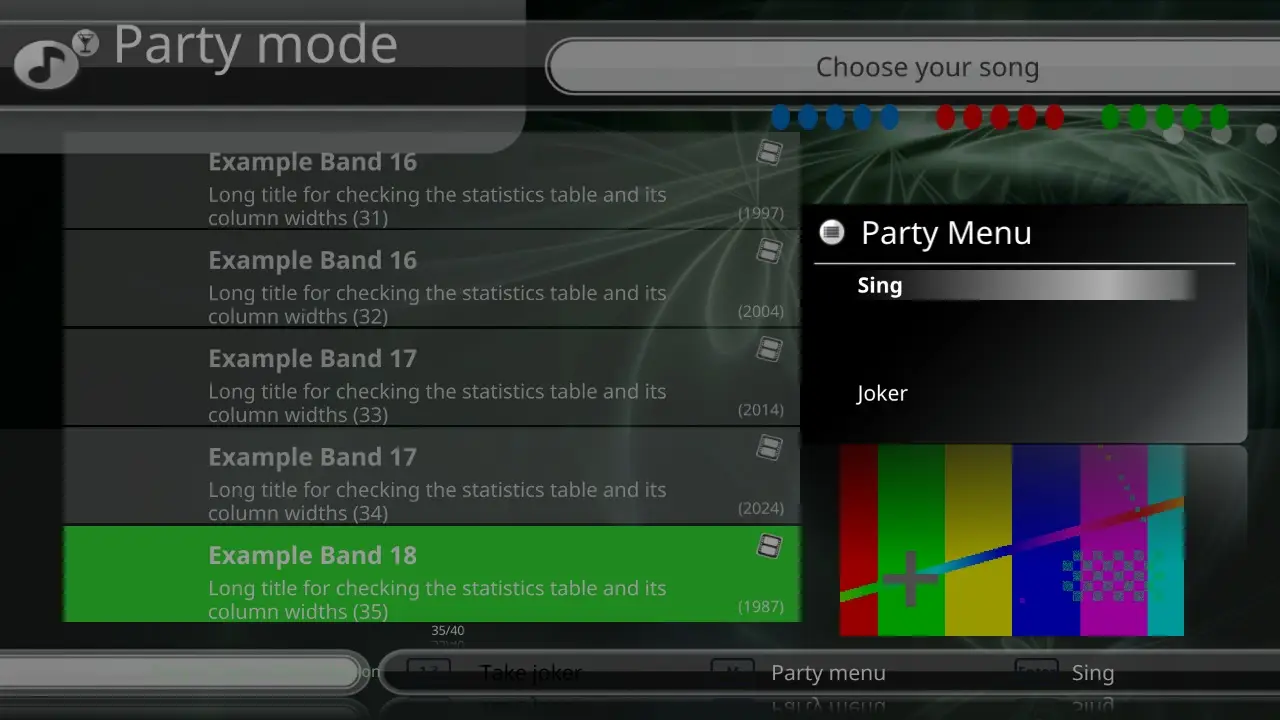 Party mode
Choose your song
Example Band 16
Long title for checking the statistics table and its
column widths (31)
(1997)
Example Band 16
Long title for checking the statistics table and its
column widths (32)
(2004)
Example Band 17
Long title for checking the statistics table and its
column widths (33)
(2014)
Example Band 17
Long title for checking the statistics table and its
column widths (34)
(2024)
Example Band 18
Long title for checking the statistics table and its
column widths (35)
(1987)
35/40
Party Menu
Sing
Joker
on
1-3 Take joker
M Party menu
Enter Sing